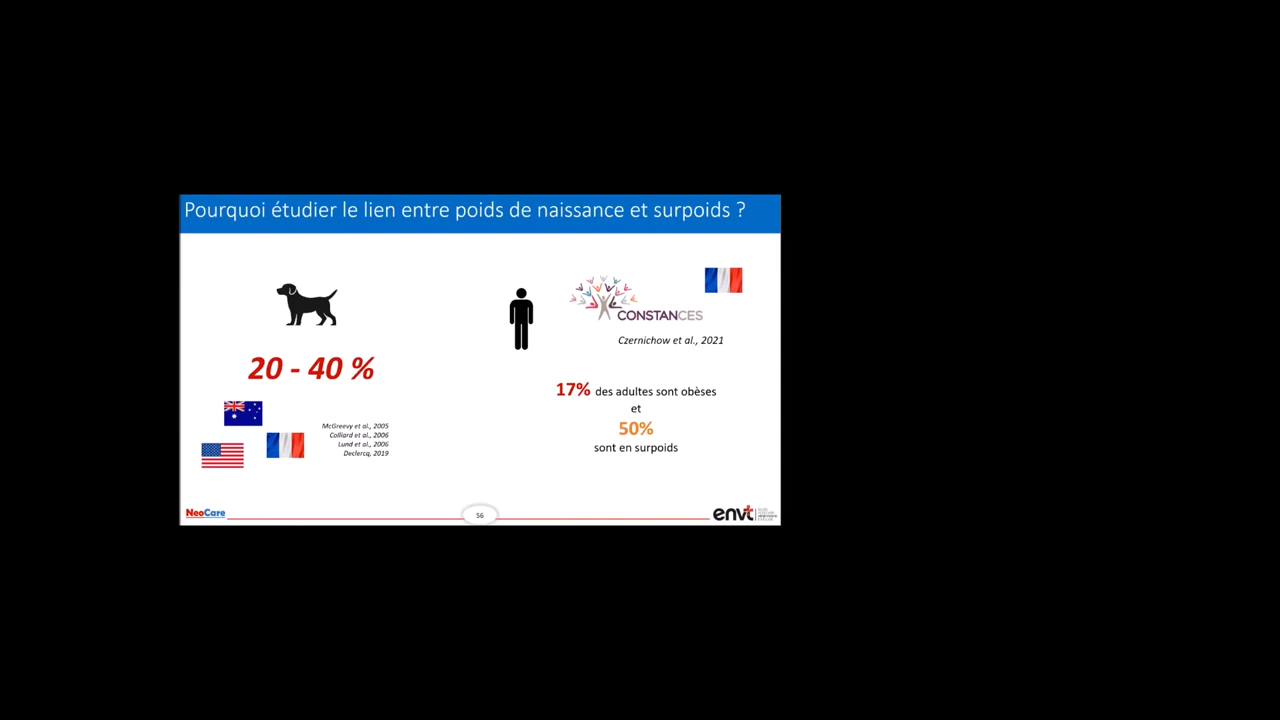 Pourquoi étudier le lien entre poids de naissance et surpoids ?
20 - 40 %
McGreevy et al., 2005
Colliard et al., 2006
Lund et al., 2006
Declercq, 2019
CONSTANCES
Czernichow et al., 2021
17% des adultes sont obèses
et
50%
sont en surpoids
NeoCare
56
envt